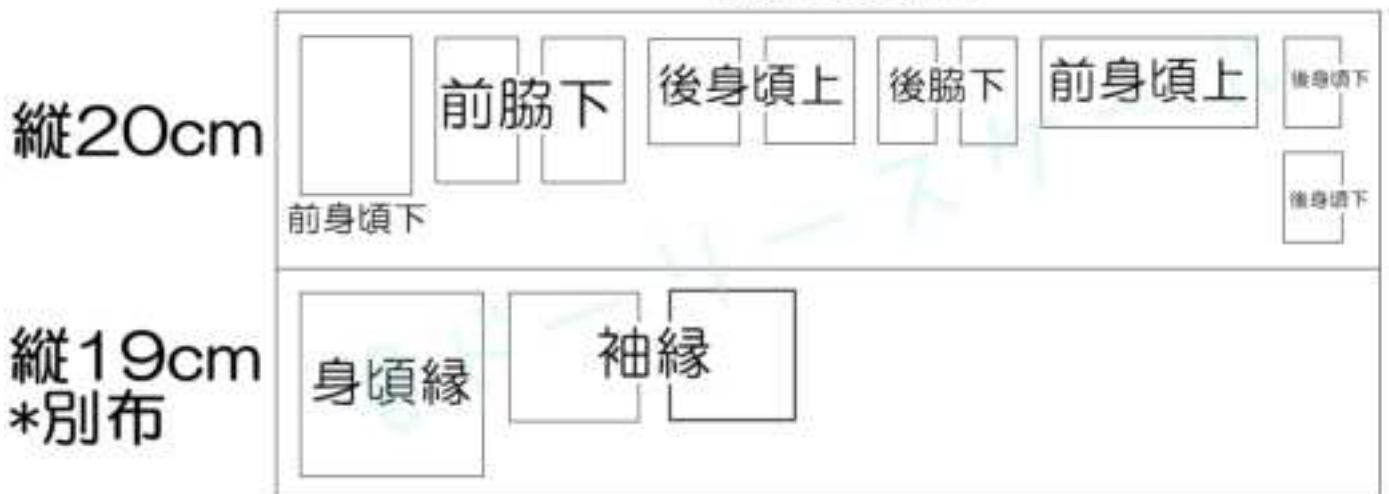 縦20cm
前身頃下
前脇下
後身頃上
後脇下
前身頃上
後身頃下
後身頃下
縦19cm
*別布
身頃縁
袖縁